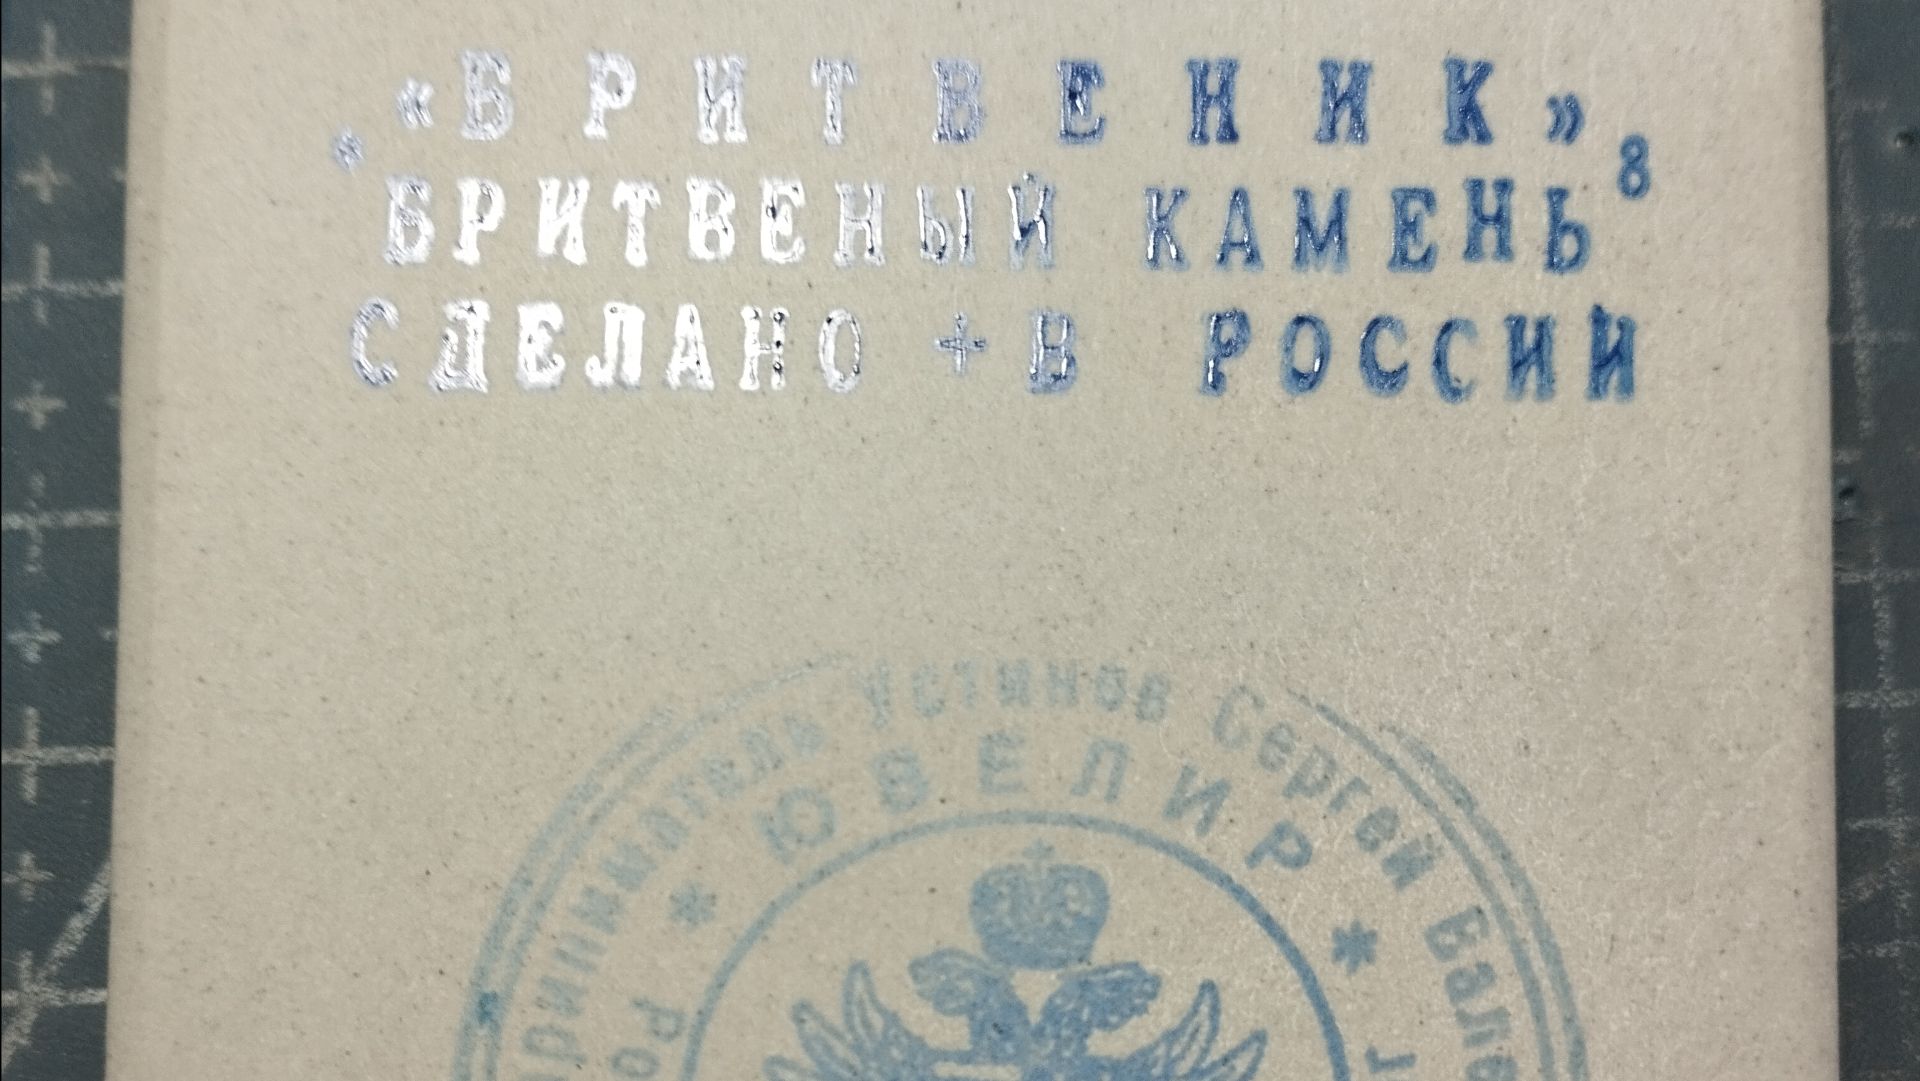 «БРИТВЕНИК»
* БРИТВЕНЫЙ КАМЕНЬ 8
СДЕЛАНО + В РОССИИ
Устинов Сергей
* ЮВЕЛИР *